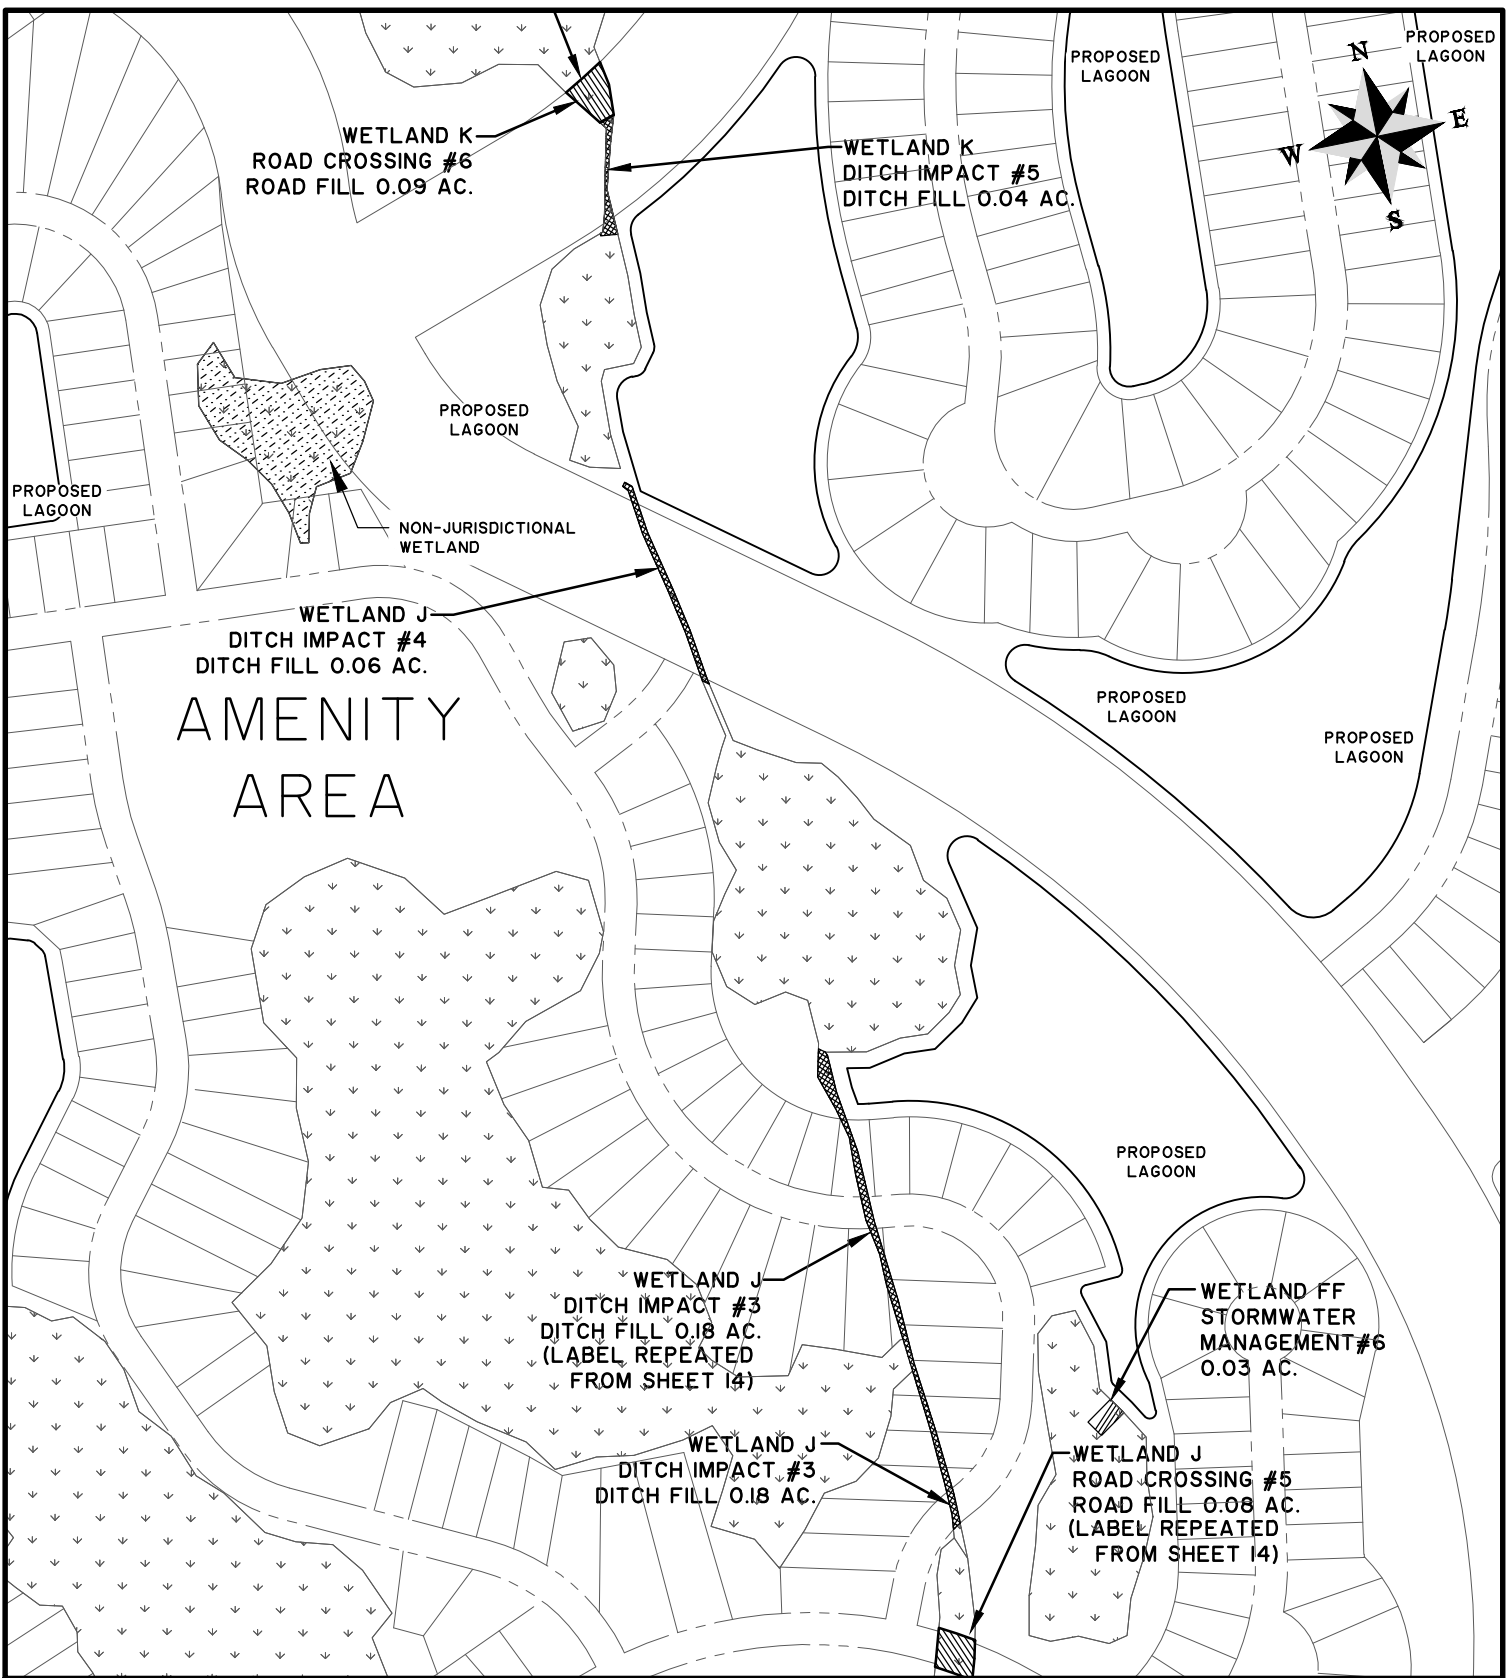 PROPOSED
LAGOON
PROPOSED
LAGOON
N
E
W
S
WETLAND K
ROAD CROSSING #6
ROAD FILL 0.09 AC.
WETLAND K
DITCH IMPACT #5
DITCH FILL 0.04 AC.
PROPOSED
LAGOON
PROPOSED
LAGOON
NON-JURISDICTIONAL
WETLAND
WETLAND J
DITCH IMPACT #4
DITCH FILL 0.06 AC.
AMENITY
AREA
PROPOSED
LAGOON
PROPOSED
LAGOON
PROPOSED
LAGOON
WETLAND J
DITCH IMPACT #3
DITCH FILL 0.18 AC.
(LABEL REPEATED
FROM SHEET 14)
WETLAND FF
STORMWATER
MANAGEMENT#6
0.03 AC.
WETLAND J
DITCH IMPACT #3
DITCH FILL 0.18 AC.
WETLAND J
ROAD CROSSING #5
ROAD FILL 0.08 AC.
(LABEL REPEATED
FROM SHEET 14)